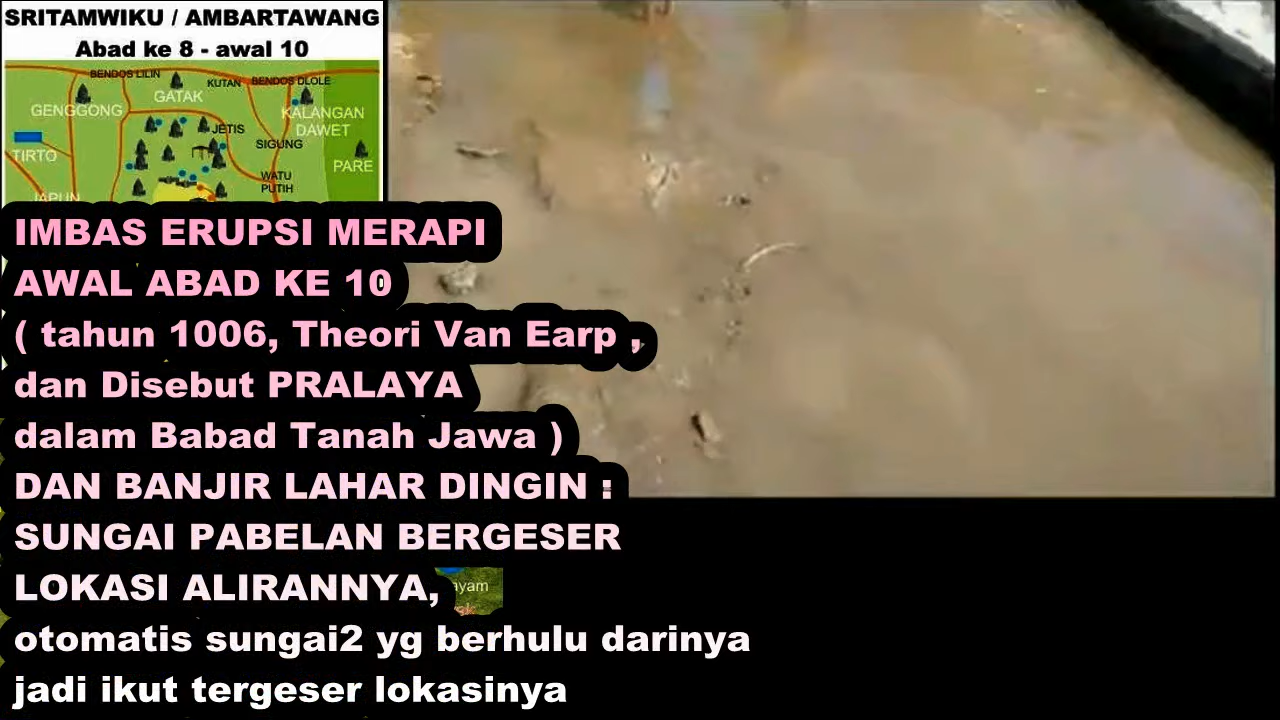 SRITAMWIKU / AMBARTAWANG
Abad ke 8 - awal 10
BENDOS LILIN
KUTAN
BENDOS DLOLE
GENGGONG
GATAK
KALANGAN
DAWET
JETIS
SIGUNG
TIRTO
PARE
WATU
PUTIH
JAPUN
IMBAS ERUPSI MERAPI
AWAL ABAD KE 10
( tahun 1006, Theori Van Earp ,
dan Disebut PRALAYA
dalam Babad Tanah Jawa )
DAN BANJIR LAHAR DINGIN :
SUNGAI PABELAN BERGESER
LOKASI ALIRANNYA,
ayam
otomatis sungai2 yg berhulu darinya
jadi ikut tergeser lokasinya